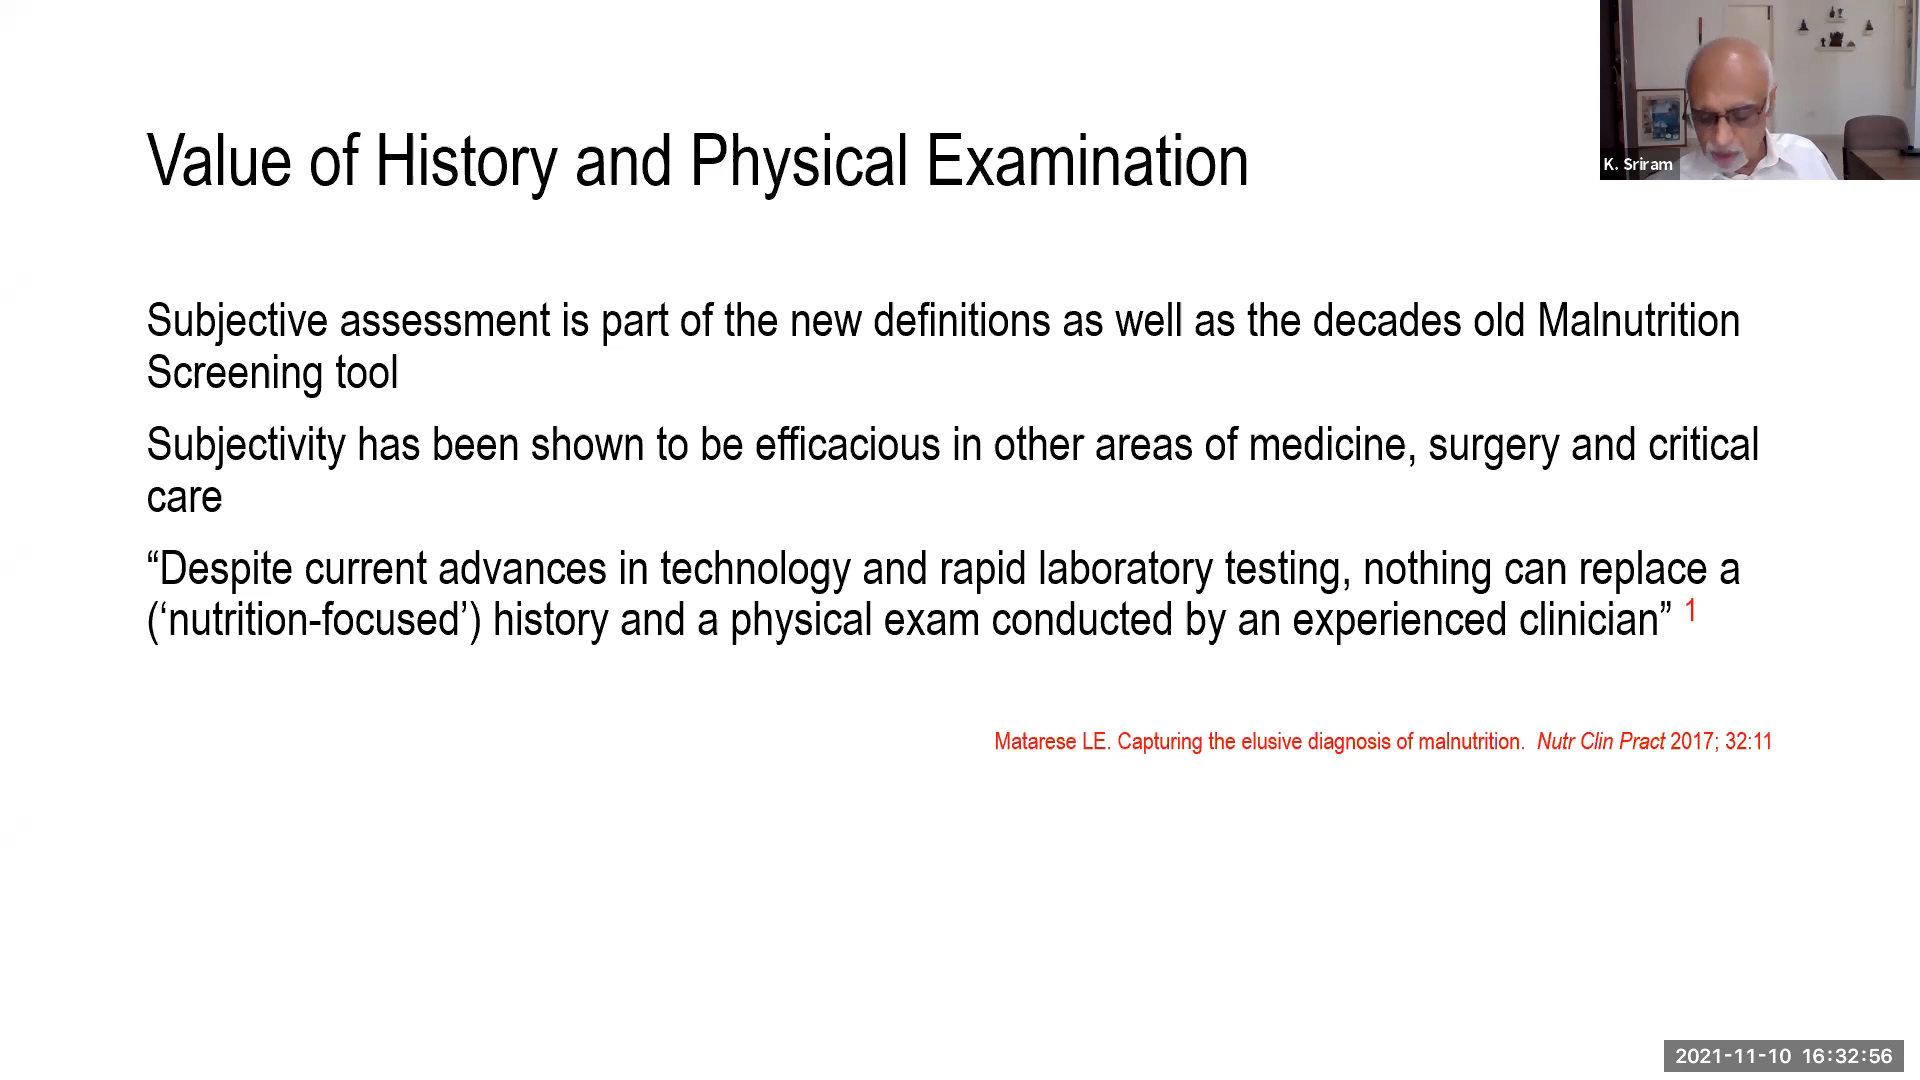 K. Sriram
Value of History and Physical Examination
Subjective assessment is part of the new definitions as well as the decades old Malnutrition
Screening tool
Subjectivity has been shown to be efficacious in other areas of medicine, surgery and critical
care
“Despite current advances in technology and rapid laboratory testing, nothing can replace a
(‘nutrition-focused’) history and a physical exam conducted by an experienced clinician” 1
Matarese LE. Capturing the elusive diagnosis of malnutrition. Nutr Clin Pract 2017; 32:11
2021-11-10 16:32:56